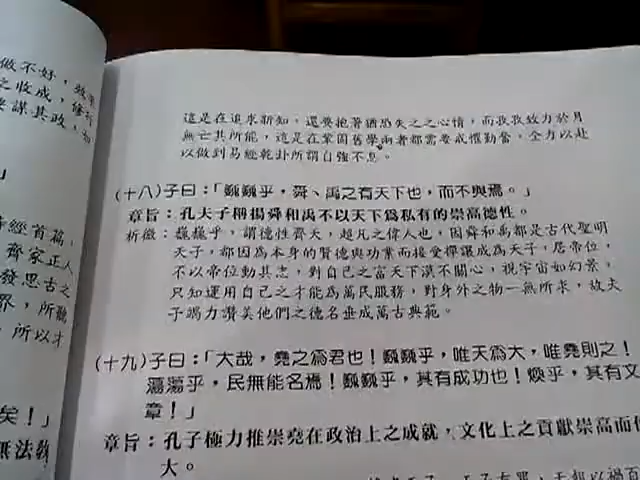 做不好，
之收成，
謀其政，
這是在追求新知，還要抱著猶恐失之之心情，而孜孜致力於月
無亡其所能，這是在鞏固舊學兩者都需要戒懼勤奮，全力以赴
以做到易經乾卦所謂自強不息。
(十八)子曰：「巍巍乎，舜、禹之有天下也，而不與焉。」
章旨：孔夫子稱揚舜和禹不以天下為私有的崇高德性。
析微：巍巍乎，謂德性齊天，超凡之偉人也，因舜和禹都是古代聖明
天子，都因為本身的賢德與功業而接受禪讓成為天子，居帝位，
不以帝位動其志，對自己之富天下漠不關心，視宇宙如幻景，
只知運用自己之才能為萬民服務，對身外之物一無所求，故夫
子竭力讚美他們之德名垂成萬古典範。
(十九)子曰：「大哉，堯之為君也！巍巍乎，唯天為大，唯堯則之！
蕩蕩乎，民無能名焉！巍巍乎，其有成功也！煥乎，其有文
章！」
章旨：孔子極力推崇堯在政治上之成就，文化上之貢獻崇高而
大。
經首篇，
齊家正人
發思古之
界，所
，所以才
矣！」
無法教